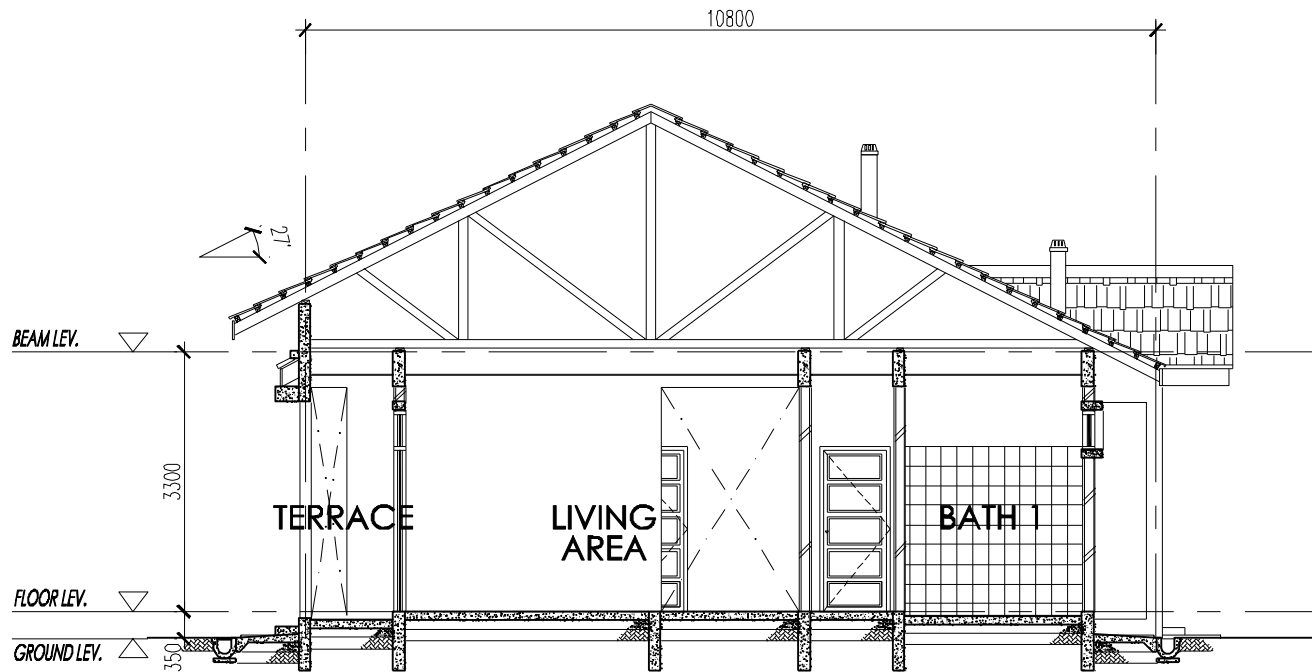 10800
27°
BEAM LEV.
3300
TERRACE
LIVING
AREA
BATH 1
FLOOR LEV.
GROUND LEV.
350